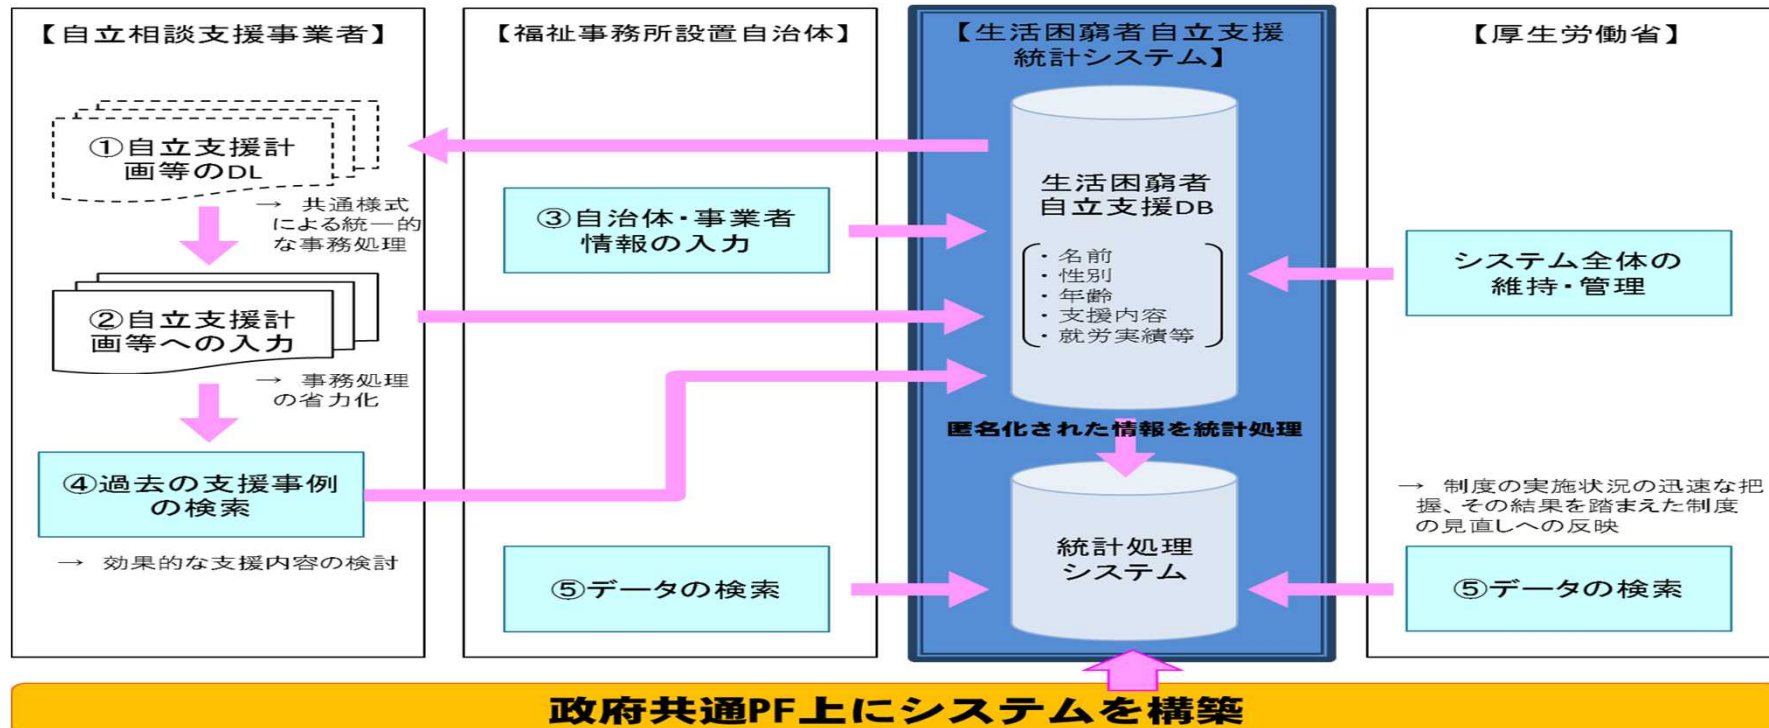 【自立相談支援事業者】
①自立支援計
画等のDL
→ 共通様式
による統一的
な事務処理
②自立支援計
画等への入力
→ 事務処理
の省力化
④過去の支援事例
の検索
→ 効果的な支援内容の検討
【福祉事務所設置自治体】
③自治体・事業者
情報の入力
⑤データの検索
【生活困窮者自立支援
統計システム】
生活困窮者
自立支援DB
・名前
・性別
・年齢
・支援内容
・就労実績等
匿名化された情報を統計処理
統計処理
システム
【厚生労働省】
システム全体の
維持・管理
→ 制度の実施状況の迅速な把
握、その結果を踏まえた制度
の見直しへの反映
⑤データの検索
政府共通PF上にシステムを構築